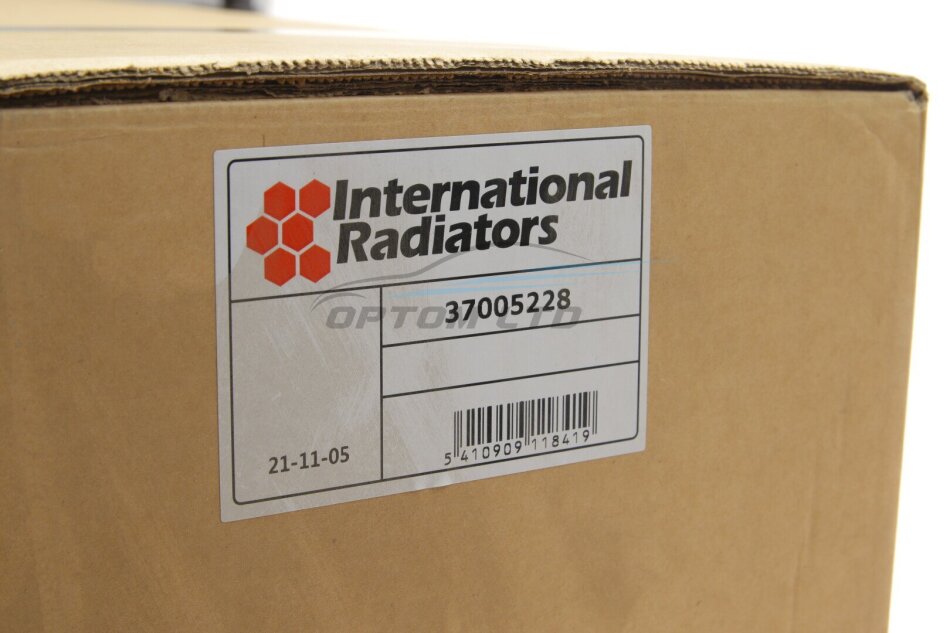 International
Radiators
37005228
OPTOM LTD
21-11-05
5 410909 118419